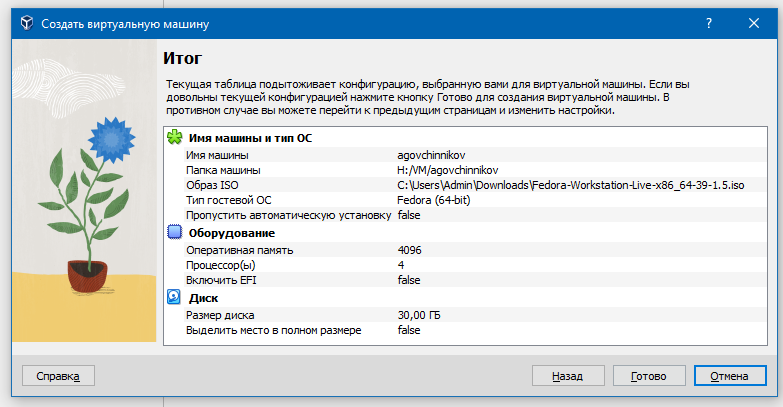 Создать виртуальную машину
?
Итог
Текущая таблица подытоживает конфигурацию, выбранную вами для виртуальной машины. Если вы
довольны текущей конфигурацией нажмите кнопку Готово для создания виртуальной машины. В
противном случае вы можете перейти к предыдущим страницам и изменить настройки.
Имя машины и тип ОС
Имя машины agovchinnikov
Папка машины H:/VM/agovchinnikov
Образ ISO C:\Users\Admin\Downloads\Fedora-Workstation-Live-x86_64-39-1.5.iso
Тип гостевой ОС Fedora (64-bit)
Пропустить автоматическую установку false
Оборудование
Оперативная память 4096
Процессор(ы) 4
Включить EFI false
Диск
Размер диска 30,00 ГБ
Выделить место в полном размере false
Справка Назад Готово Отмена